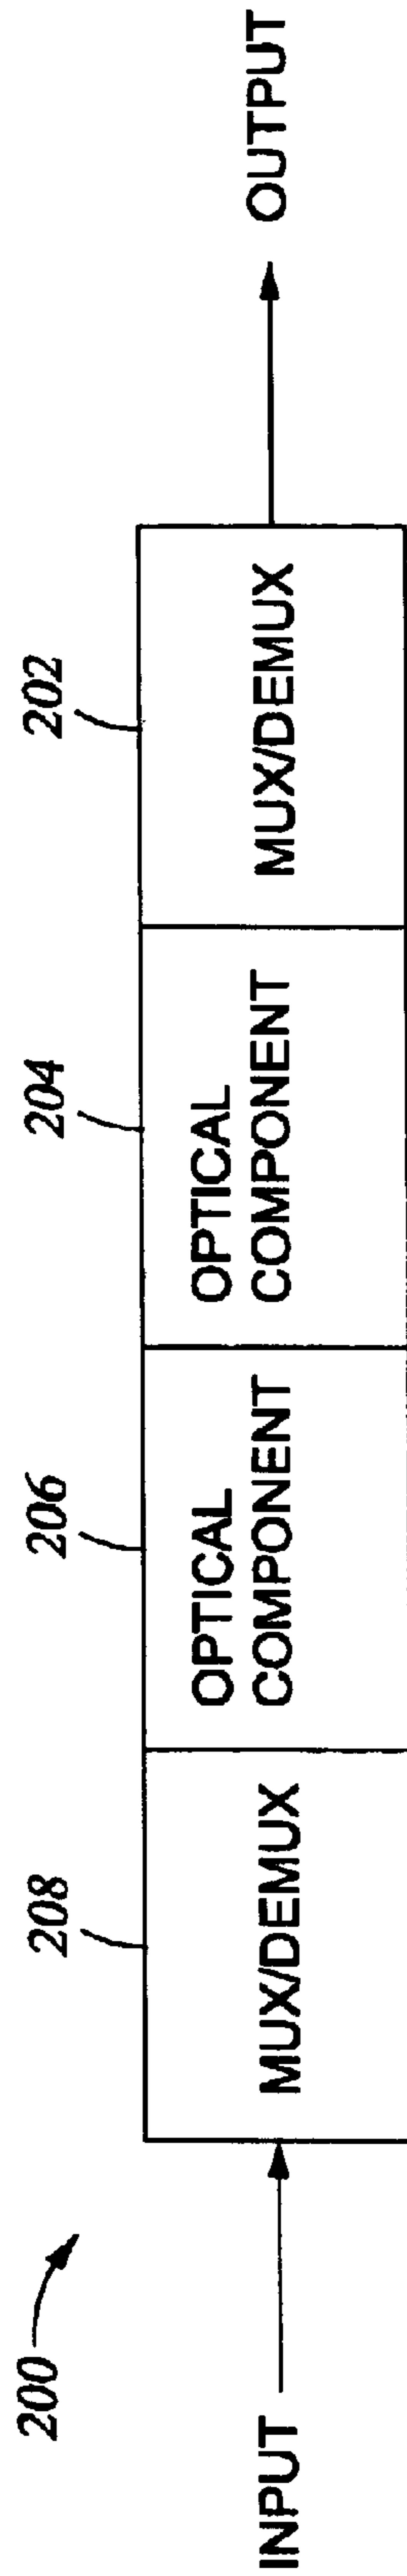 200
208
206
204
202
INPUT
MUX/DEMUX
OPTICAL
COMPONENT
OPTICAL
COMPONENT
MUX/DEMUX
OUTPUT